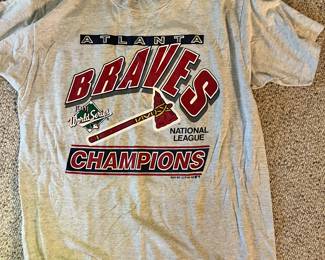 ATLANTA
BRAVES
World Series
NATIONAL
LEAGUE
CHAMPIONS